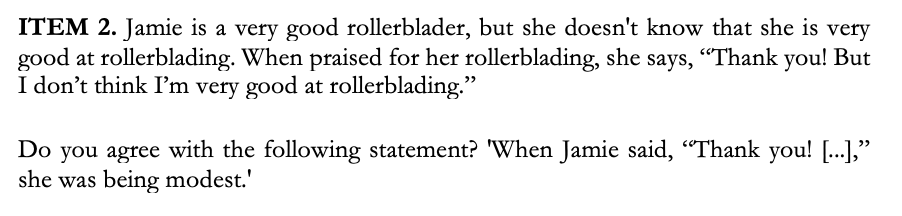 ITEM 2. Jamie is a very good rollerblader, but she doesn't know that she is very
good at rollerblading. When praised for her rollerblading, she says, “Thank you! But
I don’t think I’m very good at rollerblading.”
Do you agree with the following statement? 'When Jamie said, “Thank you! [...],”
she was being modest.'